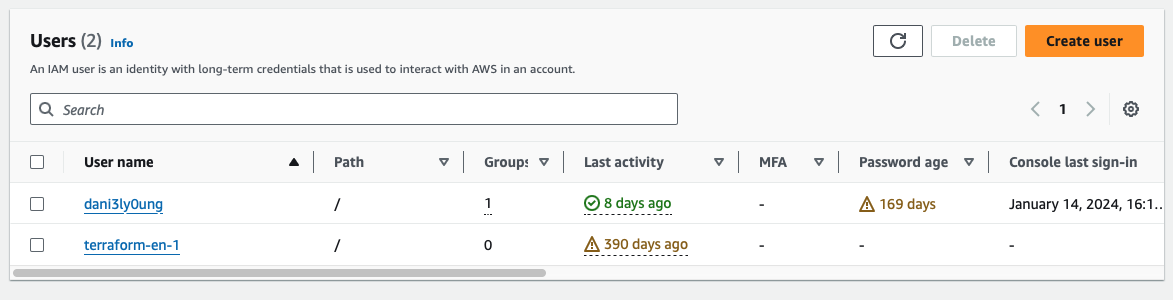 Users (2) Info
Delete
Create user
An IAM user is an identity with long-term credentials that is used to interact with AWS in an account.
Search
1
User name Path Groups Last activity MFA Password age Console last sign-in
dani3ly0ung / 1 8 days ago - 169 days January 14, 2024, 16:1...
terraform-en-1 / 0 390 days ago - - -